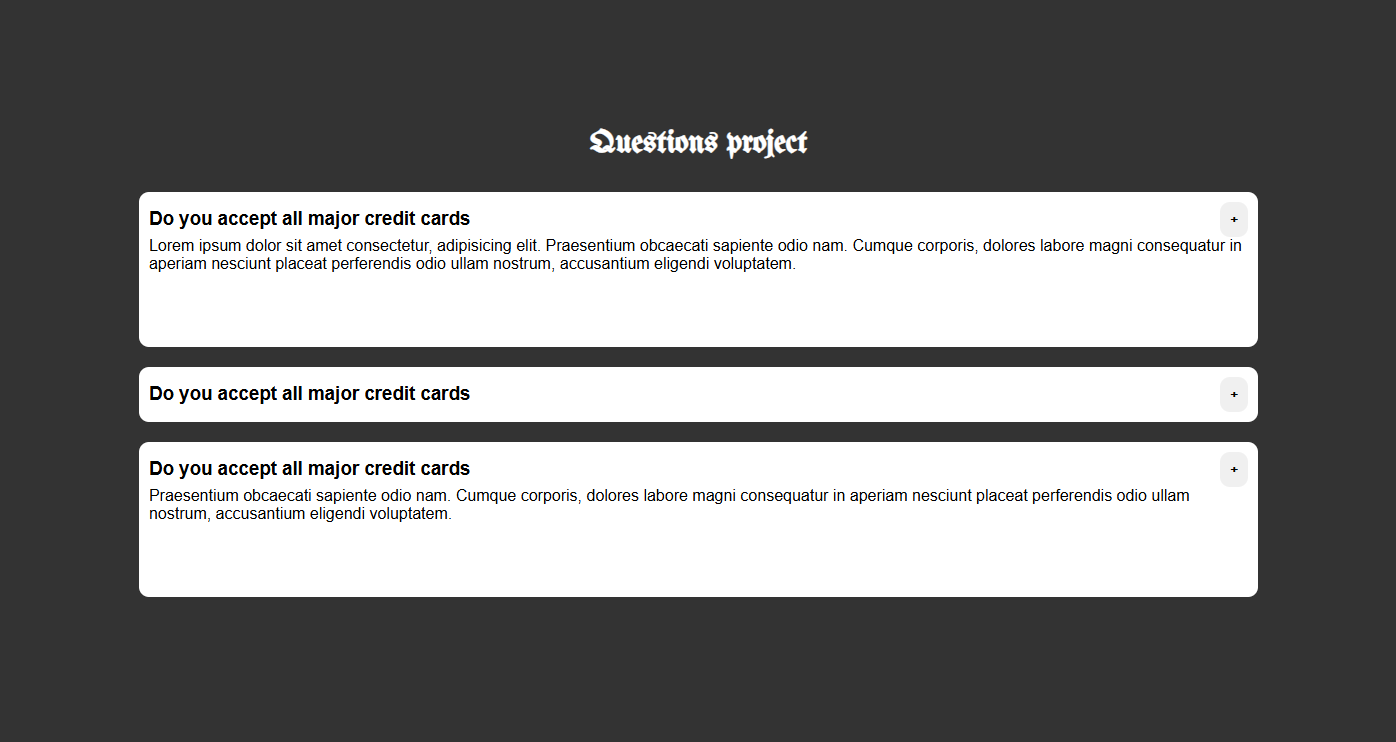 Questions project
Do you accept all major credit cards
+
Lorem ipsum dolor sit amet consectetur, adipisicing elit. Praesentium obcaecati sapiente odio nam. Cumque corporis, dolores labore magni consequatur in
aperiam nesciunt placeat perferendis odio ullam nostrum, accusantium eligendi voluptatem.
Do you accept all major credit cards
+
Do you accept all major credit cards
+
Praesentium obcaecati sapiente odio nam. Cumque corporis, dolores labore magni consequatur in aperiam nesciunt placeat perferendis odio ullam
nostrum, accusantium eligendi voluptatem.